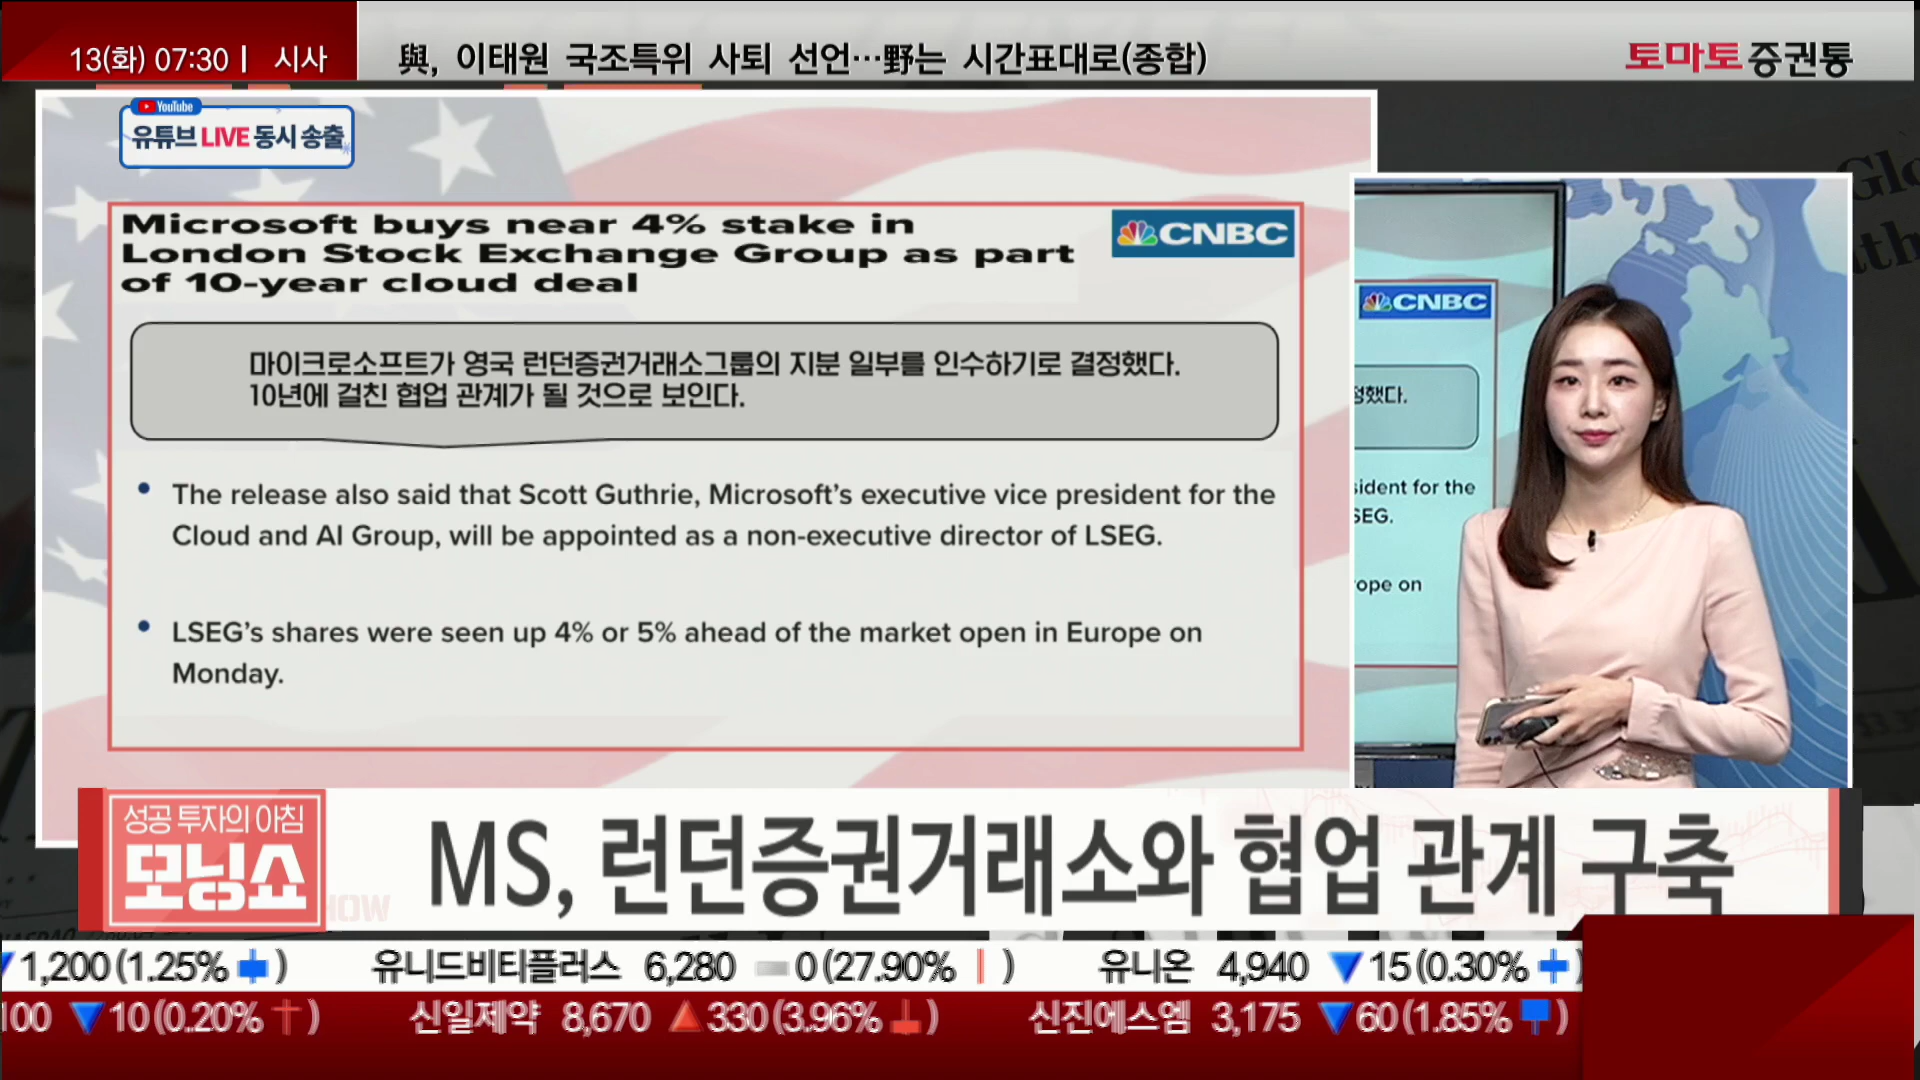 13(화) 07:30 | 시사
與, 이태원 국조특위 사퇴 선언…野는 시간표대로(종합)
토마토증권통
YouTube
유튜브 LIVE 동시 송출
Microsoft buys near 4% stake in
London Stock Exchange Group as part
of 10-year cloud deal
CNBC
마이크로소프트가 영국 런던증권거래소그룹의 지분 일부를 인수하기로 결정했다.
10년에 걸친 협업 관계가 될 것으로 보인다.
• The release also said that Scott Guthrie, Microsoft's executive vice president for the
Cloud and AI Group, will be appointed as a non-executive director of LSEG.
• LSEG's shares were seen up 4% or 5% ahead of the market open in Europe on
Monday.
CNBC
했다.
ident for the
SEG.
ope on
성공 투자의 아침
모닝쇼
MS, 런던증권거래소와 협업 관계 구축
▼1,200(1.25% ) 유니드비티플러스 6,280 0(27.90% ) 유니온 4,940 ▼15(0.30% )
100 ▼10(0.20% ) 신일제약 8,670 ▲330(3.96% ) 신진에스엠 3,175 ▼60(1.85% )